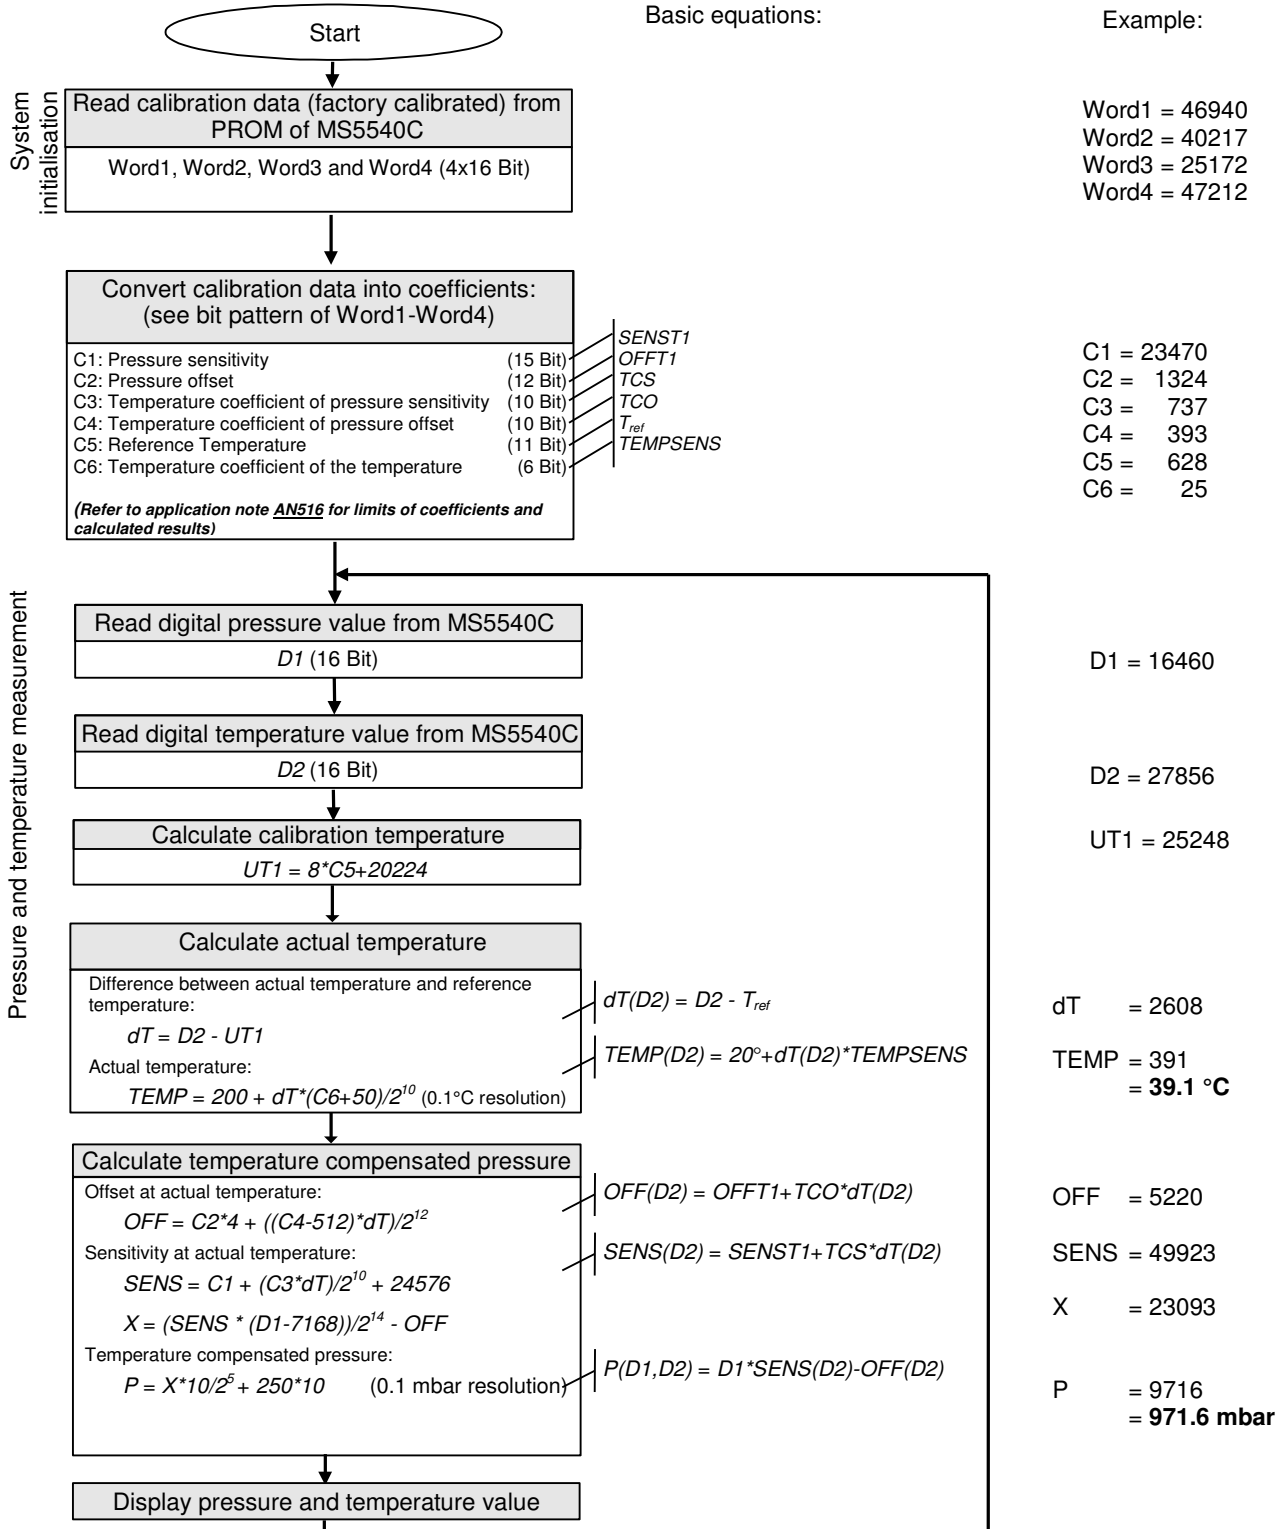 Basic equations:
Example:
Start
System
initialisation
Read calibration data (factory calibrated) from
PROM of MS5540C
Word1, Word2, Word3 and Word4 (4x16 Bit)
Word1 = 46940
Word2 = 40217
Word3 = 25172
Word4 = 47212
Convert calibration data into coefficients:
(see bit pattern of Word1-Word4)
C1: Pressure sensitivity (15 Bit)
C2: Pressure offset (12 Bit)
C3: Temperature coefficient of pressure sensitivity (10 Bit)
C4: Temperature coefficient of pressure offset (10 Bit)
C5: Reference Temperature (11 Bit)
C6: Temperature coefficient of the temperature (6 Bit)
(Refer to application note AN516 for limits of coefficients and
calculated results)
SENST1
OFFT1
TCS
TCO
T_ref
TEMPSENS
C1 = 23470
C2 = 1324
C3 = 737
C4 = 393
C5 = 628
C6 = 25
Pressure and temperature measurement
Read digital pressure value from MS5540C
D1 (16 Bit)
D1 = 16460
Read digital temperature value from MS5540C
D2 (16 Bit)
D2 = 27856
Calculate calibration temperature
UT1 = 8*C5+20224
UT1 = 25248
Calculate actual temperature
Difference between actual temperature and reference
temperature:
dT = D2 - UT1
Actual temperature:
TEMP = 200 + dT*(C6+50)/2^10 (0.1°C resolution)
dT(D2) = D2 - T_ref
TEMP(D2) = 20°+dT(D2)*TEMPSENS
dT = 2608
TEMP = 391
= 39.1 °C
Calculate temperature compensated pressure
Offset at actual temperature:
OFF = C2*4 + ((C4-512)*dT)/2^12
Sensitivity at actual temperature:
SENS = C1 + (C3*dT)/2^10 + 24576
X = (SENS * (D1-7168))/2^14 - OFF
Temperature compensated pressure:
P = X*10/2^5 + 250*10 (0.1 mbar resolution)
OFF(D2) = OFFT1+TCO*dT(D2)
SENS(D2) = SENST1+TCS*dT(D2)
P(D1,D2) = D1*SENS(D2)-OFF(D2)
OFF = 5220
SENS = 49923
X = 23093
P = 9716
= 971.6 mbar
Display pressure and temperature value